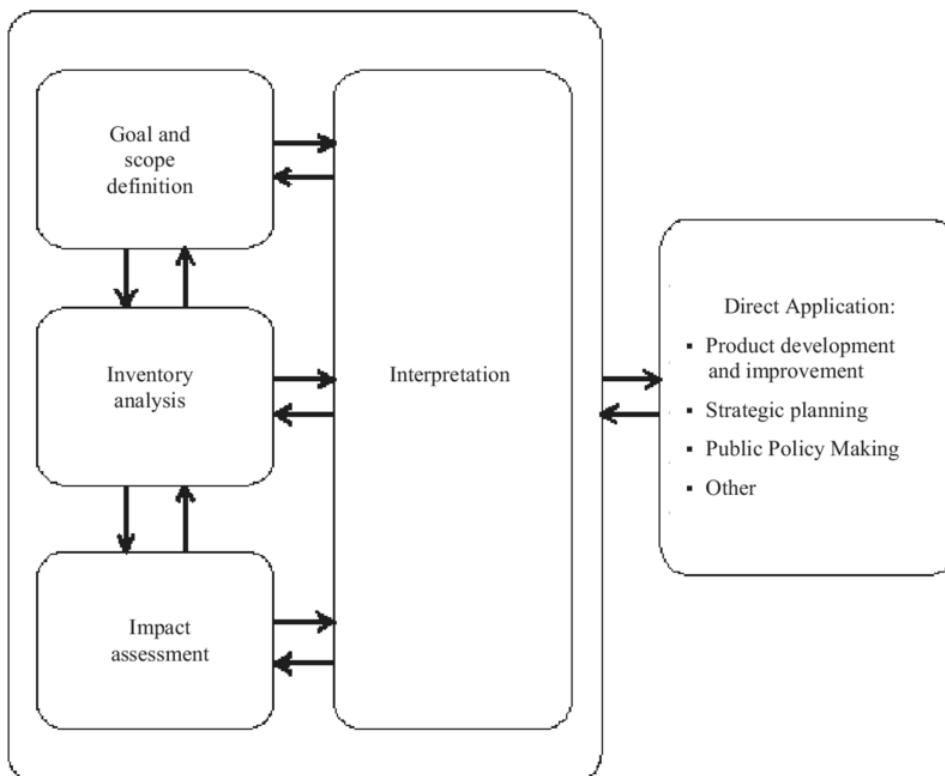 Goal and
scope
definition
Inventory
analysis
Impact
assessment
Interpretation
Direct Application:
▪ Product development
and improvement
▪ Strategic planning
▪ Public Policy Making
▪ Other